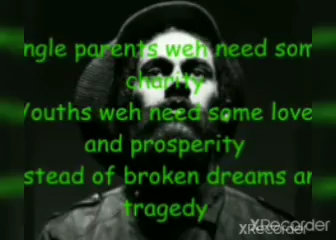 ngle parents weh need som
charity
Youths weh need some love
and prosperity
stead of broken dreams an
tragedy
XRecorder
XRecorder